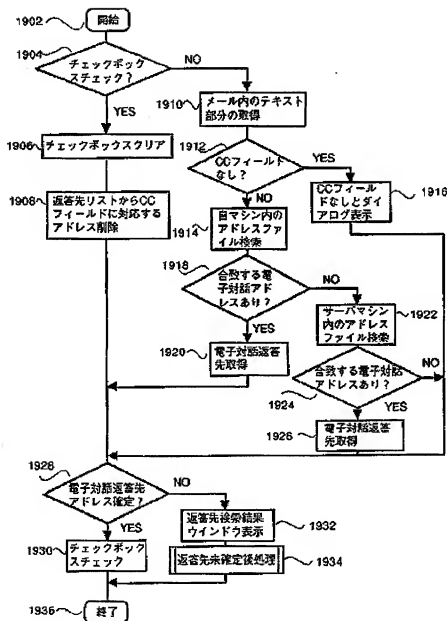 1902
開始
1904
チェックボッ
クスチェック?
NO
YES
1910
メール内のテキスト
部分の取得
1906
チェックボックスクリア
1912
CCフィールド
なし?
YES
NO
1908
返答先リストからCC
フィールドに対応する
アドレス削除
1914
自マシン内の
アドレスファ
イル検索
CCフィール
ドなしとダイ
アログ表示
1916
1918
合致する電
子対話アド
レスあり?
NO
YES
サーバマシン
内のアドレス
ファイル検索
1922
1920
電子対話返答
先取得
合致する電子対話
アドレスあり?
NO
1924
YES
1926
電子対話返答
先取得
1928
電子対話返答先
アドレス確定?
NO
YES
返答先検索結果
ウインドウ表示
1932
1930
チェックボック
スチェック
返答先未確定後処理
1934
1936
終了